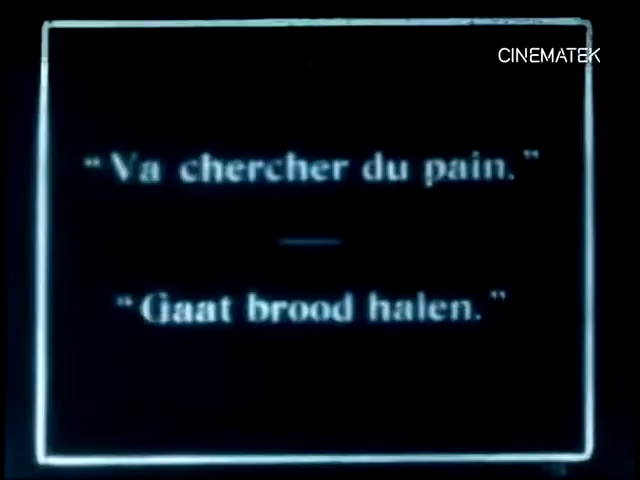 CINEMATEK
“Va chercher du pain.”
“Gaat brood halen.”